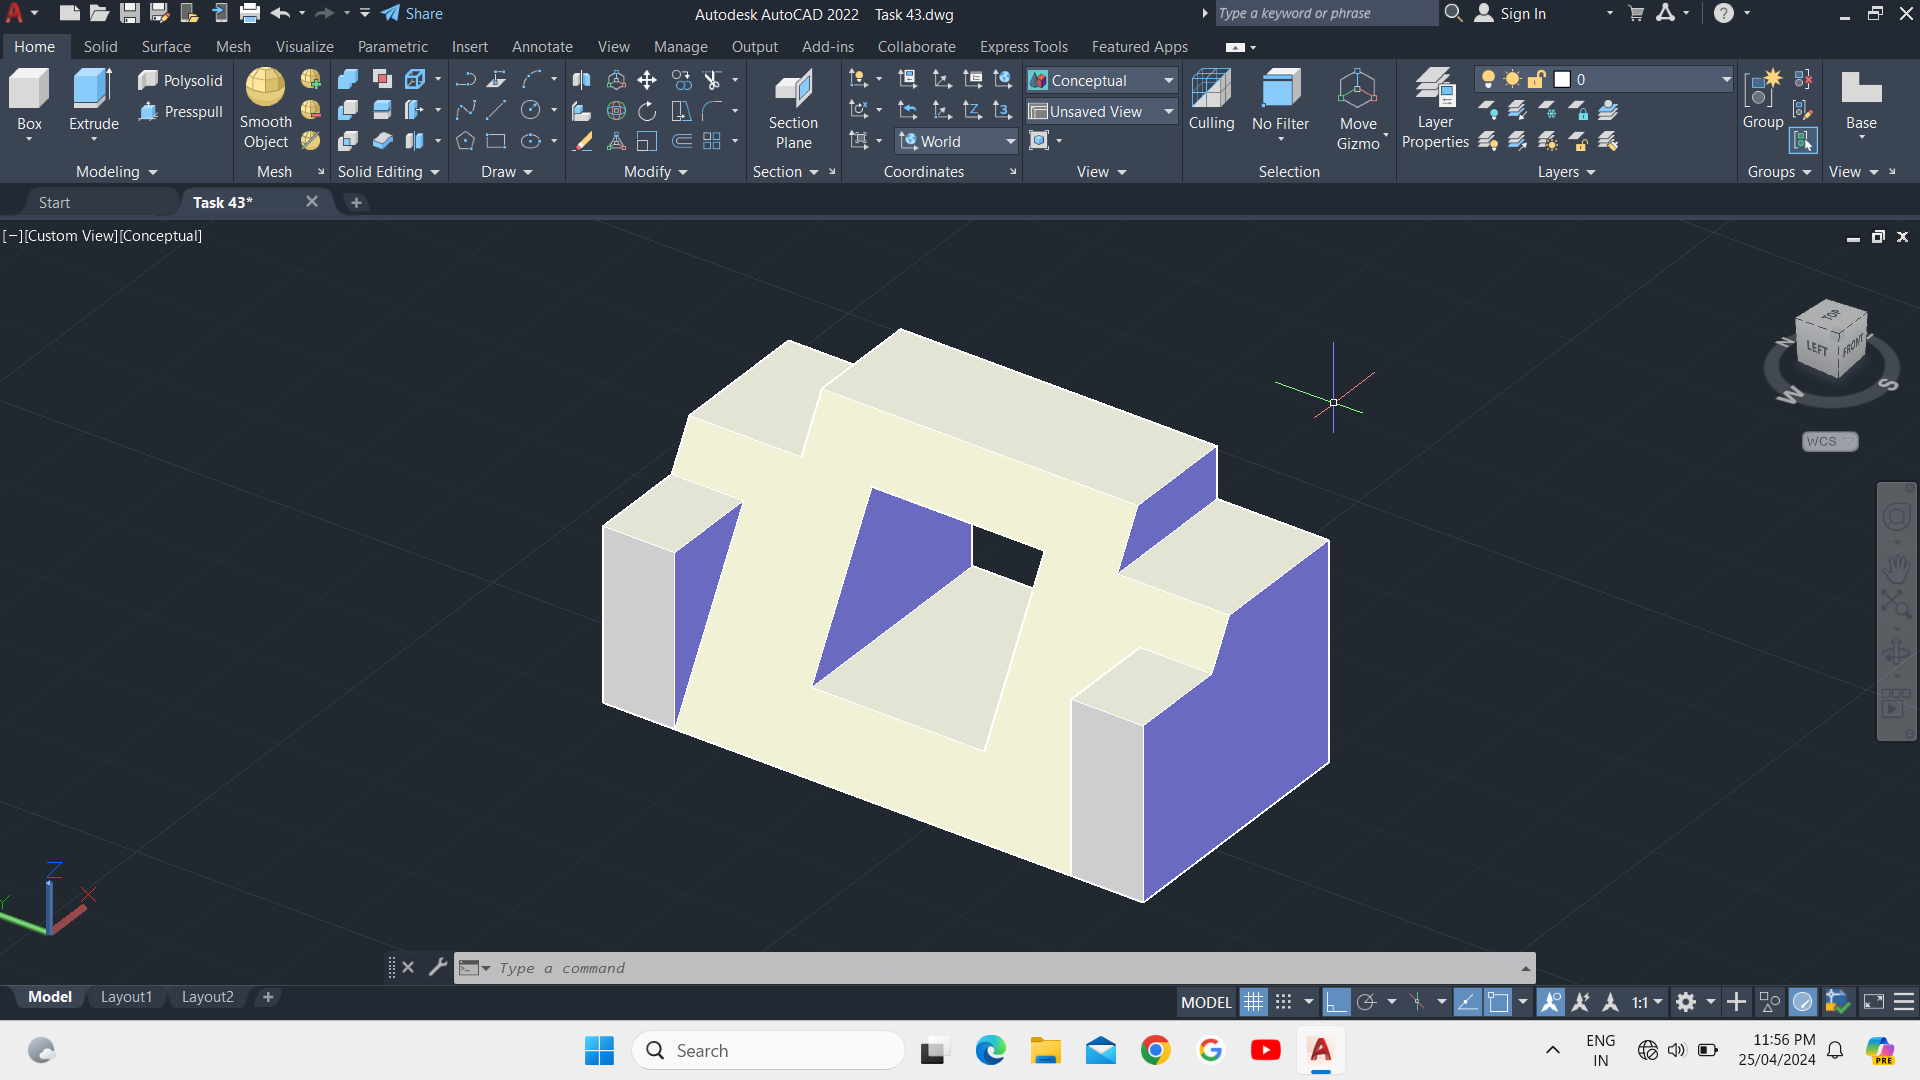 Share
Autodesk AutoCAD 2022 Task 43.dwg
Type a keyword or phrase
Sign In
Home Solid Surface Mesh Visualize Parametric Insert Annotate View Manage Output Add-ins Collaborate Express Tools Featured Apps
Box
Extrude
Polysolid
Presspull
Modeling
Smooth
Object
Mesh
Solid Editing
Draw
Modify
Section
Plane
Section
World
Coordinates
Conceptual
Unsaved View
View
Culling
No Filter
Move
Gizmo
Selection
Layer
Properties
0
Layers
Group
Groups
Base
View
Start
Task 43*
[−][Custom View][Conceptual]
TOP
LEFT
FRONT
N
W
S
WCS
Z
X
Y
Type a command
Model Layout1 Layout2
MODEL
1:1
Search
ENG
IN
11:56 PM
25/04/2024
PRE